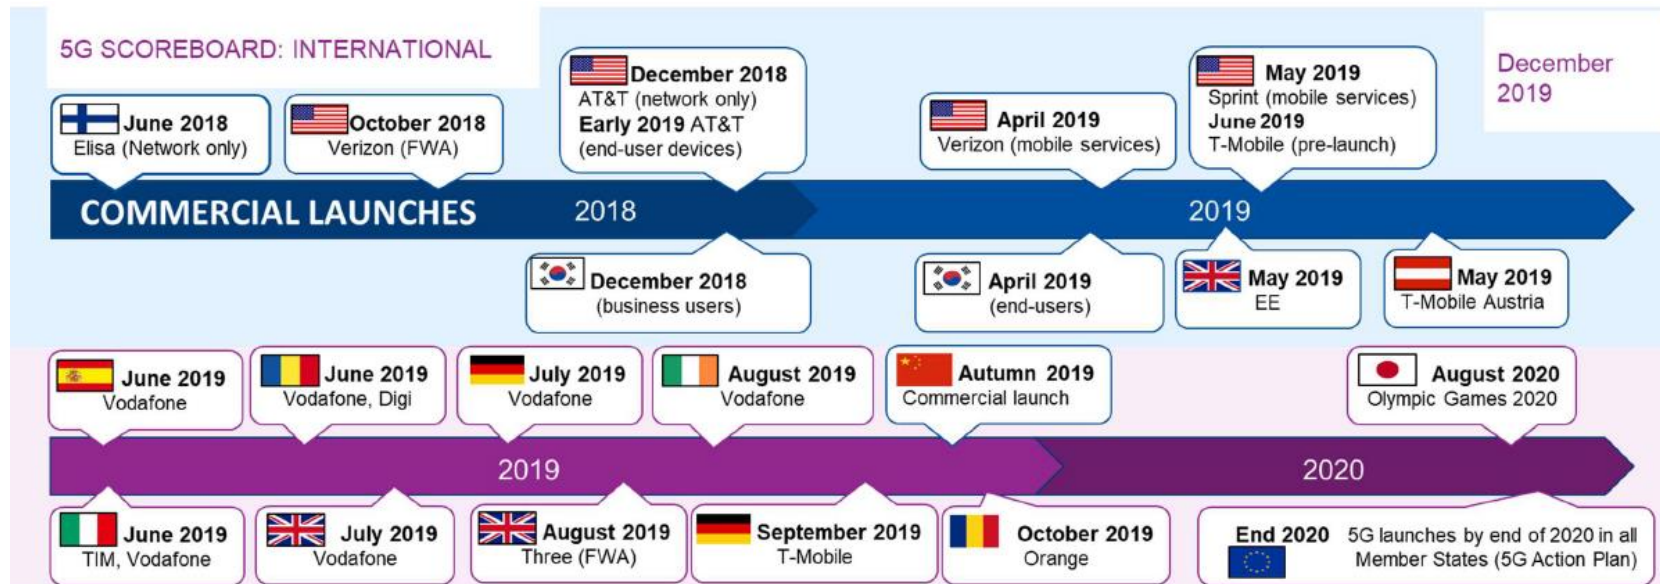 5G SCOREBOARD: INTERNATIONAL
December
2019
June 2018
Elisa (Network only)
October 2018
Verizon (FWA)
December 2018
AT&T (network only)
Early 2019 AT&T
(end-user devices)
April 2019
Verizon (mobile services)
May 2019
Sprint (mobile services)
June 2019
T-Mobile (pre-launch)
COMMERCIAL LAUNCHES
2018
2019
December 2018
(business users)
April 2019
(end-users)
May 2019
EE
May 2019
T-Mobile Austria
June 2019
Vodafone
June 2019
Vodafone, Digi
July 2019
Vodafone
August 2019
Vodafone
Autumn 2019
Commercial launch
August 2020
Olympic Games 2020
2019
2020
June 2019
TIM, Vodafone
July 2019
Vodafone
August 2019
Three (FWA)
September 2019
T-Mobile
October 2019
Orange
End 2020
5G launches by end of 2020 in all
Member States (5G Action Plan)